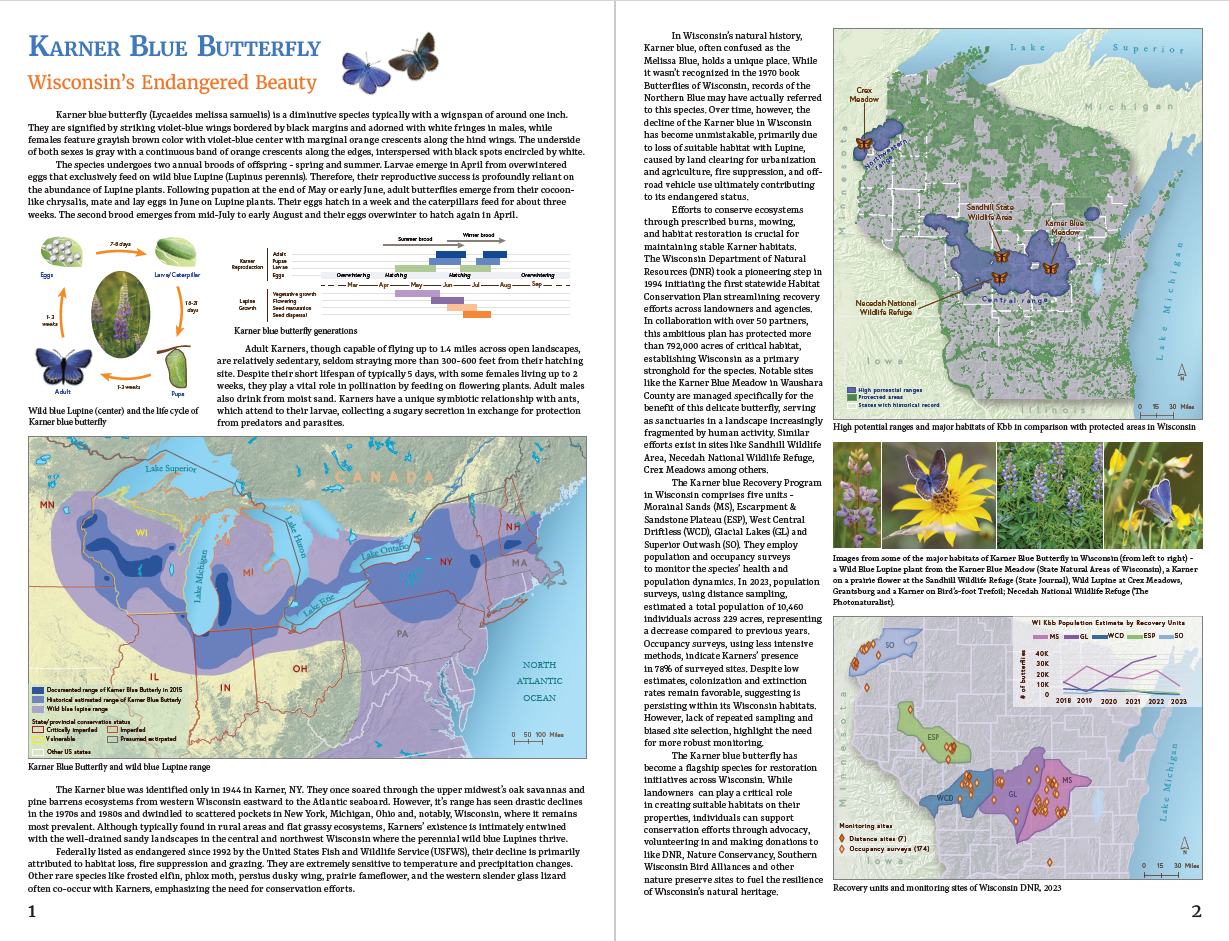 KARNER BLUE BUTTERFLY
Wisconsin's Endangered Beauty
Karner blue butterfly (Lycaeides melissa samuelis) is a diminutive species typically with a wignspan of around one inch.
They are signified by striking violet-blue wings bordered by black margins and adorned with white fringes in males, while
females feature grayish brown color with violet-blue center with marginal orange crescents along the hind wings. The underside
of both sexes is gray with a continuous band of orange crescents along the edges, interspersed with black spots encircled by white.
The species undergoes two annual broods of offspring - spring and summer. Larvae emerge in April from overwintered
eggs that exclusively feed on wild blue Lupine (Lupinus perennis). Therefore, their reproductive success is profoundly reliant on
the abundance of Lupine plants. Following pupation at the end of May or early June, adult butterflies emerge from their cocoon-
like chrysalis, mate and lay eggs in June on Lupine plants. Their eggs hatch in a week and the caterpillars feed for about three
weeks. The second brood emerges from mid-July to early August and their eggs overwinter to hatch again in April.
7-8 days
Eggs
Larva/Caterpillar
18-21
days
1-2
weeks
1-2 weeks
Adult
Pupa
Wild blue Lupine (center) and the life cycle of
Karner blue butterfly
Summer brood
Winter brood
Karner
Reproduction
Adult
Pupae
Larvae
Eggs
Overwintering
Hatching
Hatching
Overwintering
Mar
Apr
May
Jun
Jul
Aug
Sep
Lupine
Growth
Vegetative growth
Flowering
Seed maturation
Seed dispersal
Karner blue butterfly generations
Adult Karners, though capable of flying up to 1.4 miles across open landscapes,
are relatively sedentary, seldom straying more than 300-600 feet from their hatching
site. Despite their short lifespan of typically 5 days, with some females living up to 2
weeks, they play a vital role in pollination by feeding on flowering plants. Adult males
also drink from moist sand. Karners have a unique symbiotic relationship with ants,
which attend to their larvae, collecting a sugary secretion in exchange for protection
from predators and parasites.
Lake Superior
CANADA
MN
WI
Lake Michigan
MI
Lake Huron
Lake Ontario
Lake Erie
NY
NH
MA
PA
OH
IL
IN
NORTH
ATLANTIC
OCEAN
Documented range of Karner Blue Butterfly in 2015
Historical estimated range of Karner Blue Butterfly
Wild blue lupine range
State/provincial conservation status
Critically imperiled
Imperiled
Vulnerable
Presumed extirpated
Other US states
0 50 100 Miles
Karner Blue Butterfly and wild blue Lupine range
The Karner blue was identified only in 1944 in Karner, NY. They once soared through the upper midwest's oak savannas and
pine barrens ecosystems from western Wisconsin eastward to the Atlantic seaboard. However, it's range has seen drastic declines
in the 1970s and 1980s and dwindled to scattered pockets in New York, Michigan, Ohio and, notably, Wisconsin, where it remains
most prevalent. Although typically found in rural areas and flat grassy ecosystems, Karners' existence is intimately entwined
with the well-drained sandy landscapes in the central and northwest Wisconsin where the perennial wild blue Lupines thrive.
Federally listed as endangered since 1992 by the United States Fish and Wildlife Service (USFWS), their decline is primarily
attributed to habitat loss, fire suppression and grazing. They are extremely sensitive to temperature and precipitation changes.
Other rare species like frosted elfin, phlox moth, persius dusky wing, prairie fameflower, and the western slender glass lizard
often co-occur with Karners, emphasizing the need for conservation efforts.
1
In Wisconsin's natural history,
Karner blue, often confused as the
Melissa Blue, holds a unique place. While
it wasn't recognized in the 1970 book
Butterflies of Wisconsin, records of the
Northern Blue may have actually referred
to this species. Over time, however, the
decline of the Karner blue in Wisconsin
has become unmistakable, primarily due
to loss of suitable habitat with Lupine,
caused by land clearing for urbanization
and agriculture, fire suppression, and off-
road vehicle use ultimately contributing
to its endangered status.
Efforts to conserve ecosystems
through prescribed burns, mowing,
and habitat restoration is crucial for
maintaining stable Karner habitats.
The Wisconsin Department of Natural
Resources (DNR) took a pioneering step in
1994 initiating the first statewide Habitat
Conservation Plan streamlining recovery
efforts across landowners and agencies.
In collaboration with over 50 partners,
this ambitious plan has protected more
than 792,000 acres of critical habitat,
establishing Wisconsin as a primary
stronghold for the species. Notable sites
like the Karner Blue Meadow in Waushara
County are managed specifically for the
benefit of this delicate butterfly, serving
as sanctuaries in a landscape increasingly
fragmented by human activity. Similar
efforts exist in sites like Sandhill Wildlife
Area, Necedah National Wildlife Refuge,
Crex Meadows among others.
The Karner blue Recovery Program
in Wisconsin comprises five units -
Morainal Sands (MS), Escarpment &
Sandstone Plateau (ESP), West Central
Driftless (WCD), Glacial Lakes (GL) and
Superior Outwash (SO). They employ
population and occupancy surveys
to monitor the species' health and
population dynamics. In 2023, population
surveys, using distance sampling,
estimated a total population of 10,460
individuals across 229 acres, representing
a decrease compared to previous years.
Occupancy surveys, using less intensive
methods, indicate Karners' presence
in 78% of surveyed sites. Despite low
estimates, colonization and extinction
rates remain favorable, suggesting is
persisting within its Wisconsin habitats.
However, lack of repeated sampling and
biased site selection, highlight the need
for more robust monitoring.
The Karner blue butterfly has
become a flagship species for restoration
initiatives across Wisconsin. While
landowners can play a critical role
in creating suitable habitats on their
properties, individuals can support
conservation efforts through advocacy,
volunteering in and making donations to
like DNR, Nature Conservancy, Southern
Wisconsin Bird Alliances and other
nature preserve sites to fuel the resilience
of Wisconsin's natural heritage.
Lake Superior
Michigan
Minnesota
Crex
Meadow
Northwestern
range
Sandhill State
Wildlife Area
Karner Blue
Meadow
Necedah National
Wildlife Refuge
Central range
Lake Michigan
Iowa
Illinois
High portential ranges
Protected areas
States with historical record
N
0 15 30 Miles
High potential ranges and major habitats of Kbb in comparison with protected areas in Wisconsin
Images from some of the major habitats of Karner Blue Butterfly in Wisconsin (from left to right) -
a Wild Blue Lupine plant from the Karner Blue Meadow (State Natural Areas of Wisconsin), a Karner
on a prairie flower at the Sandhill Wildlife Refuge (State Journal), Wild Lupine at Crex Meadows,
Grantsburg and a Karner on Bird's-foot Trefoil; Necedah National Wildlife Refuge (The
Photonaturalist).
WI Kbb Population Estimate by Recovery Units
MS GL WCD ESP SO
# of butterflies
40K
30K
20K
10K
0
2018 2019 2020 2021 2022 2023
SO
ESP
WCD
GL
MS
Minnesota
Lake Michigan
Iowa
Monitoring sites
Distance sites (7)
Occupancy surveys (174)
N
0 15 30 Miles
Recovery units and monitoring sites of Wisconsin DNR, 2023
2